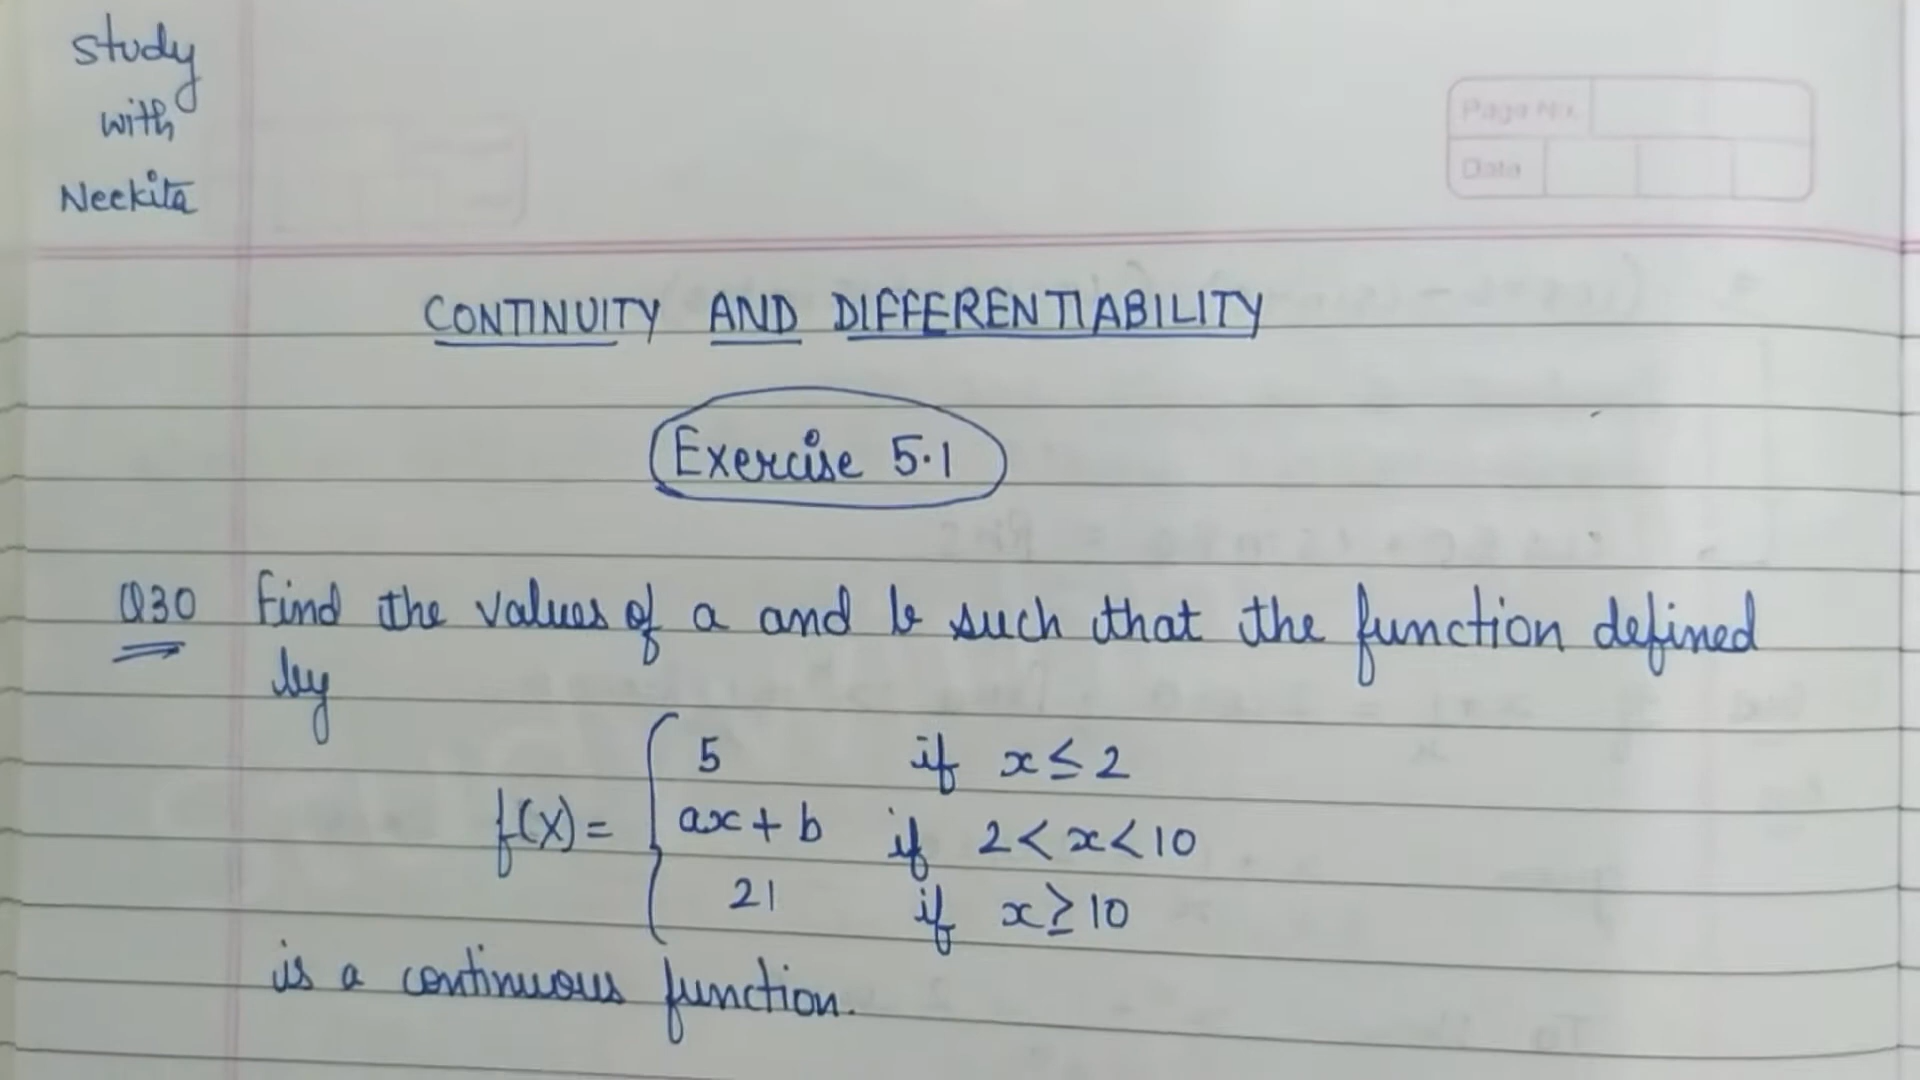 study
with
Neekita
Page No.
Date
CONTINUITY AND DIFFERENTIABILITY
Exercise 5.1
Q30 Find the values of a and b such that the function defined
by
f(x) = { 5 if x ≤ 2
ax + b if 2 < x < 10
21 if x ≥ 10
is a continuous function.